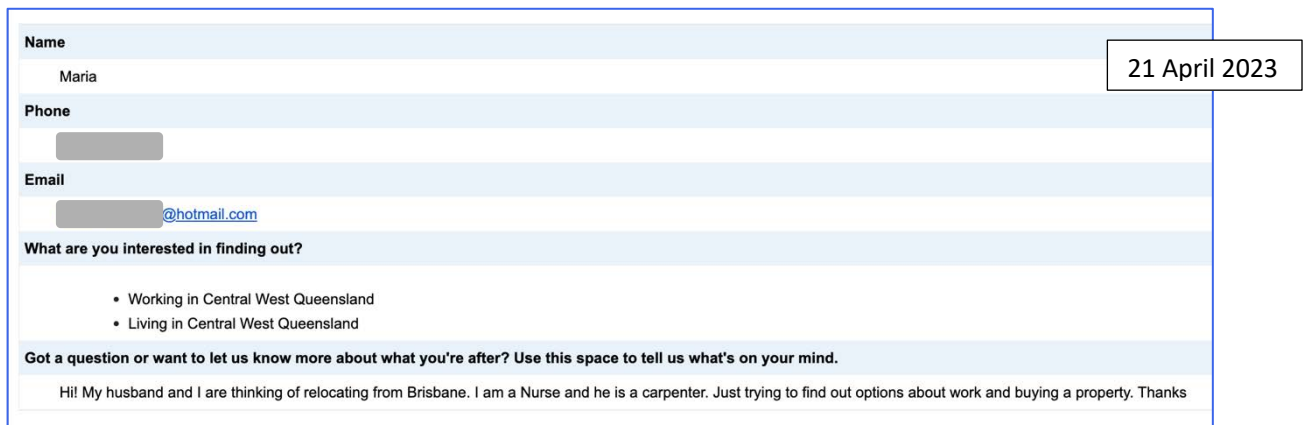 Name
21 April 2023
Maria
Phone
Email
@hotmail.com
What are you interested in finding out?
• Working in Central West Queensland
• Living in Central West Queensland
Got a question or want to let us know more about what you're after? Use this space to tell us what's on your mind.
Hi! My husband and I are thinking of relocating from Brisbane. I am a Nurse and he is a carpenter. Just trying to find out options about work and buying a property. Thanks